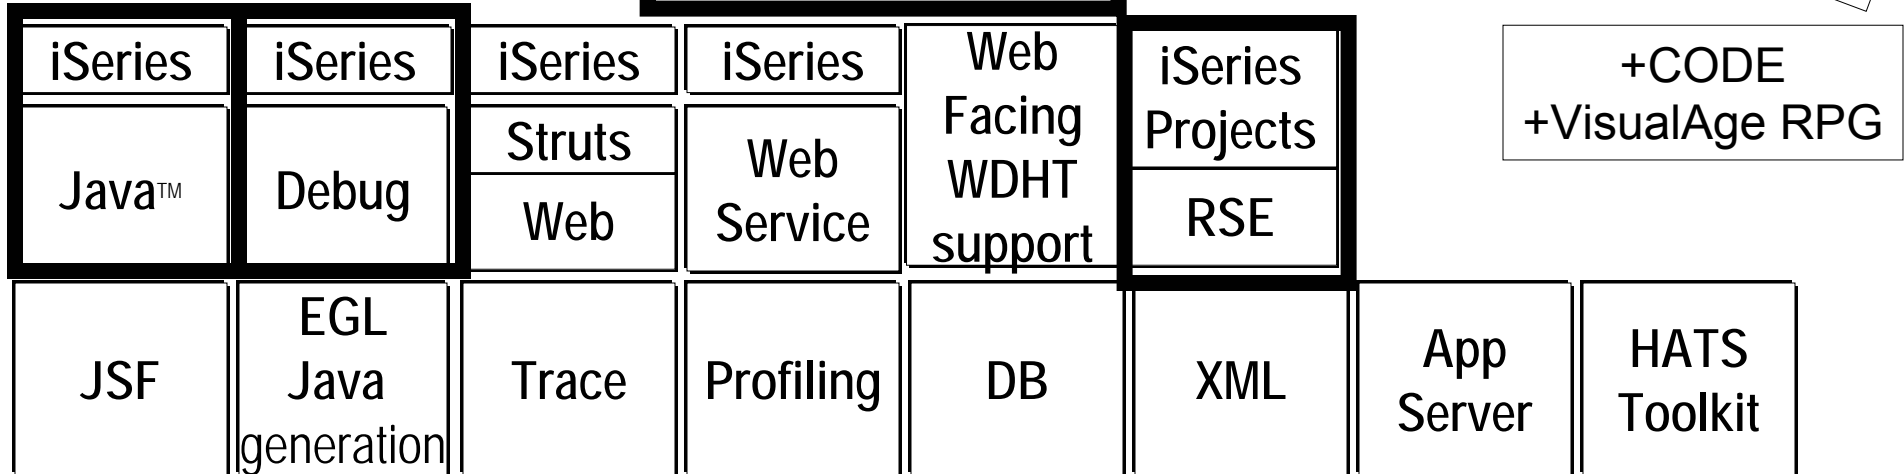 iSeries
Java™
iSeries
Debug
iSeries
Struts
Web
iSeries
Web
Service
Web
Facing
WDHT
support
iSeries
Projects
RSE
+CODE
+VisualAge RPG
JSF
EGL
Java
generation
Trace
Profiling
DB
XML
App
Server
HATS
Toolkit